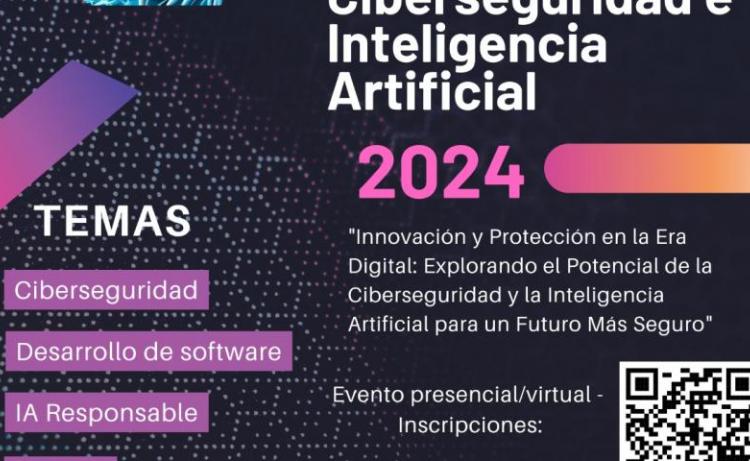 Ciberseguridad e
Inteligencia
Artificial
2024
TEMAS
Ciberseguridad
Desarrollo de software
IA Responsable
"Innovación y Protección en la Era
Digital: Explorando el Potencial de la
Ciberseguridad y la Inteligencia
Artificial para un Futuro Más Seguro"
Evento presencial/virtual -
Inscripciones: